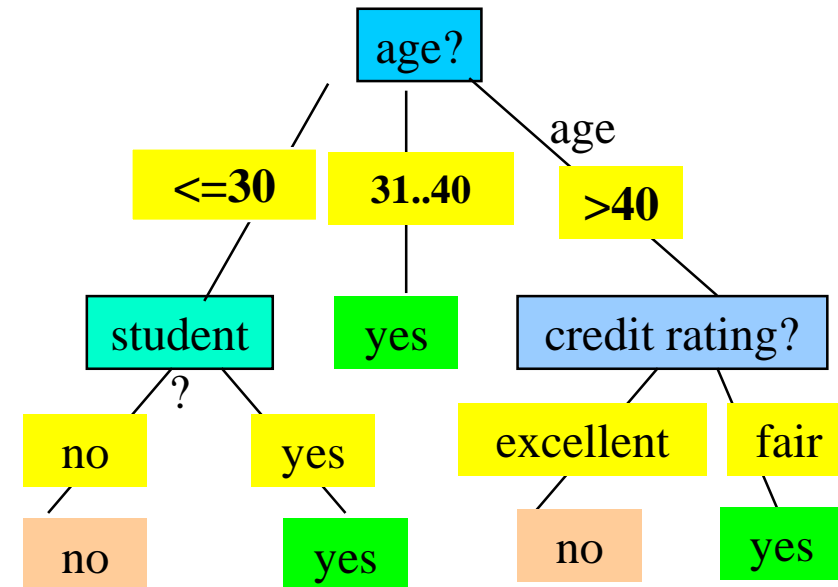 age?
age
<=30
31..40
>40
student
?
yes
credit rating?
no
yes
excellent
fair
no
yes
no
yes